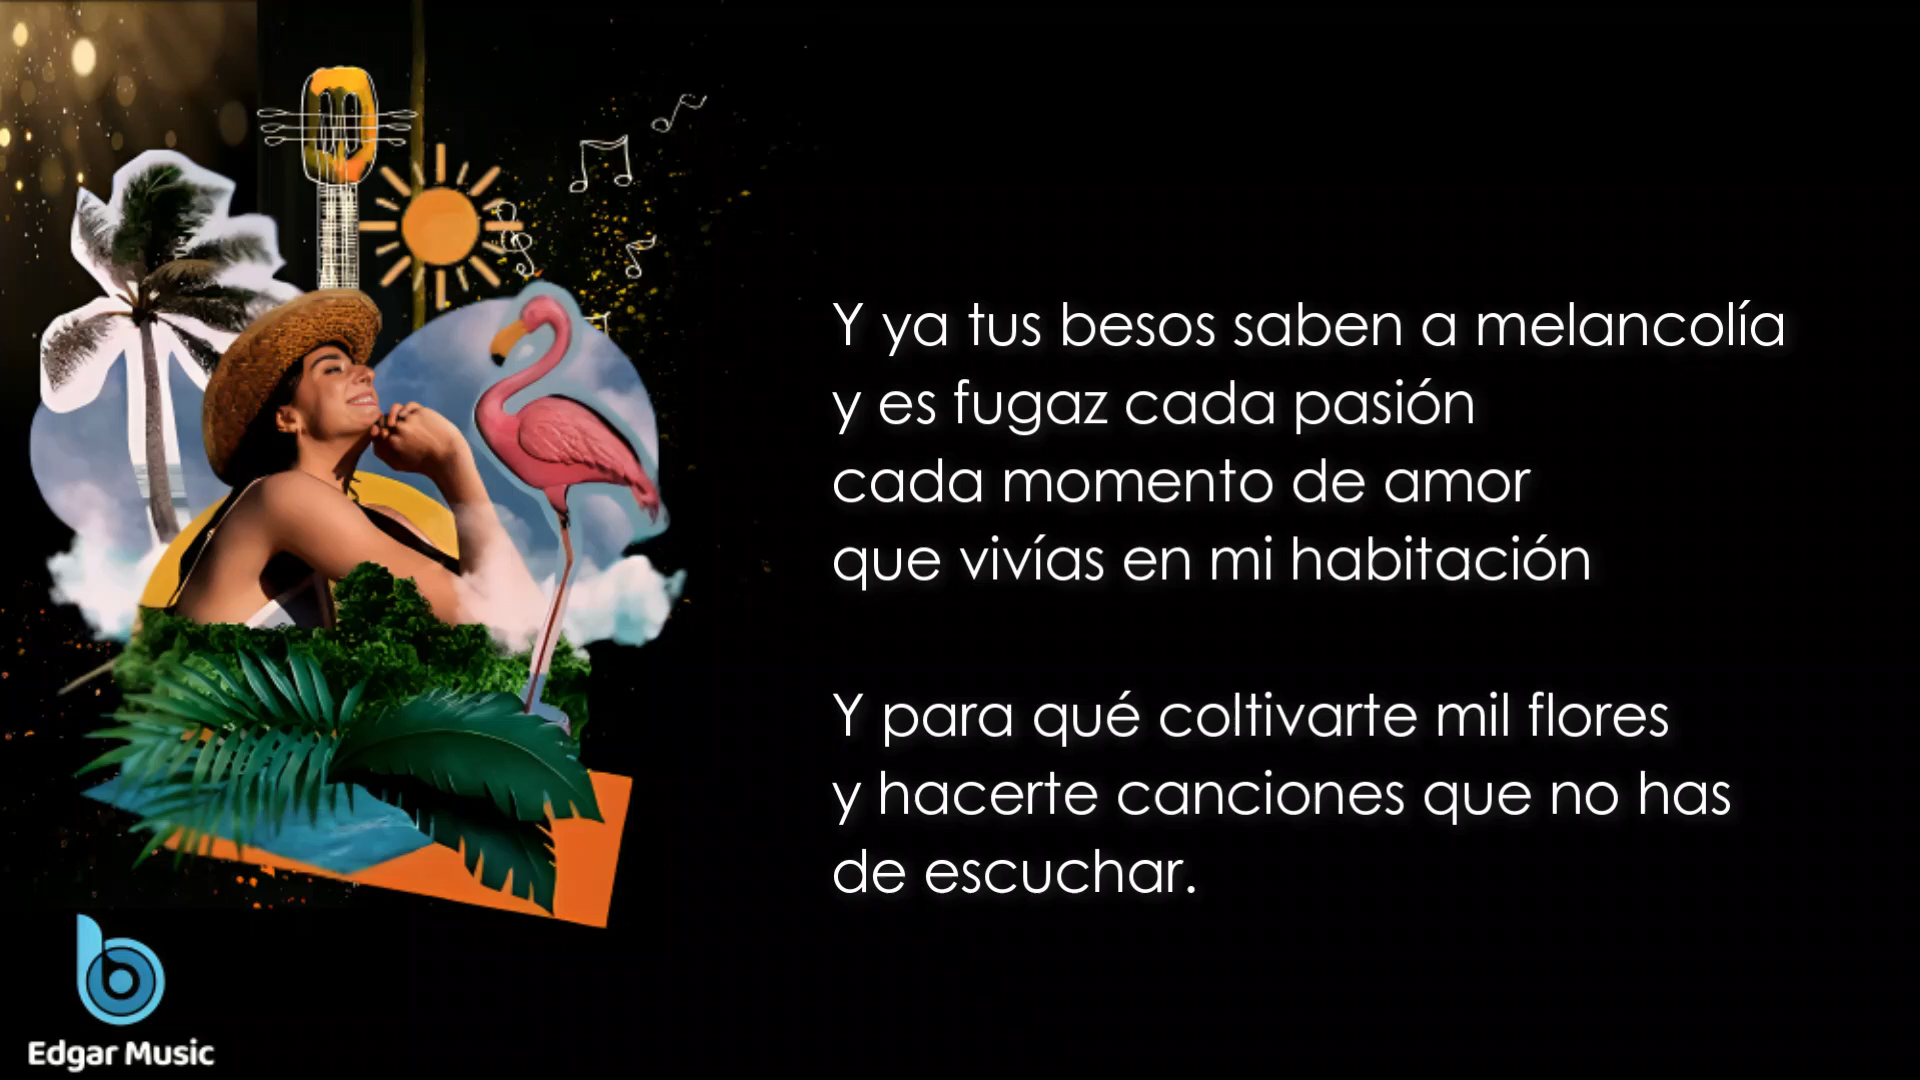 Y ya tus besos saben a melancolía
y es fugaz cada pasión
cada momento de amor
que vivías en mi habitación
Y para qué coltivarte mil flores
y hacerte canciones que no has
de escuchar.
Edgar Music